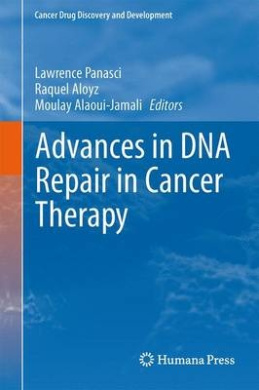 Cancer Drug Discovery and Development
Lawrence Panasci
Raquel Aloyz
Moulay Alaoui-Jamali Editors
Advances in DNA
Repair in Cancer
Therapy
Humana Press